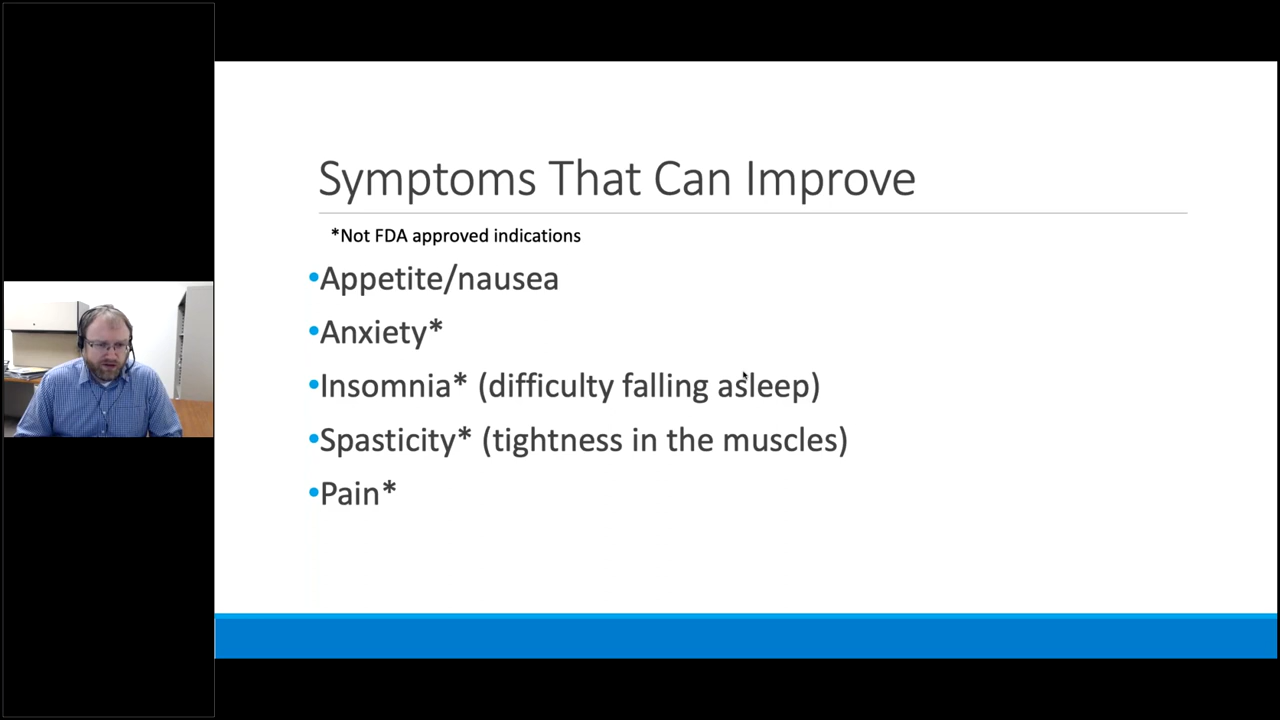 Symptoms That Can Improve
*Not FDA approved indications
•Appetite/nausea
•Anxiety*
•Insomnia* (difficulty falling asleep)
•Spasticity* (tightness in the muscles)
•Pain*